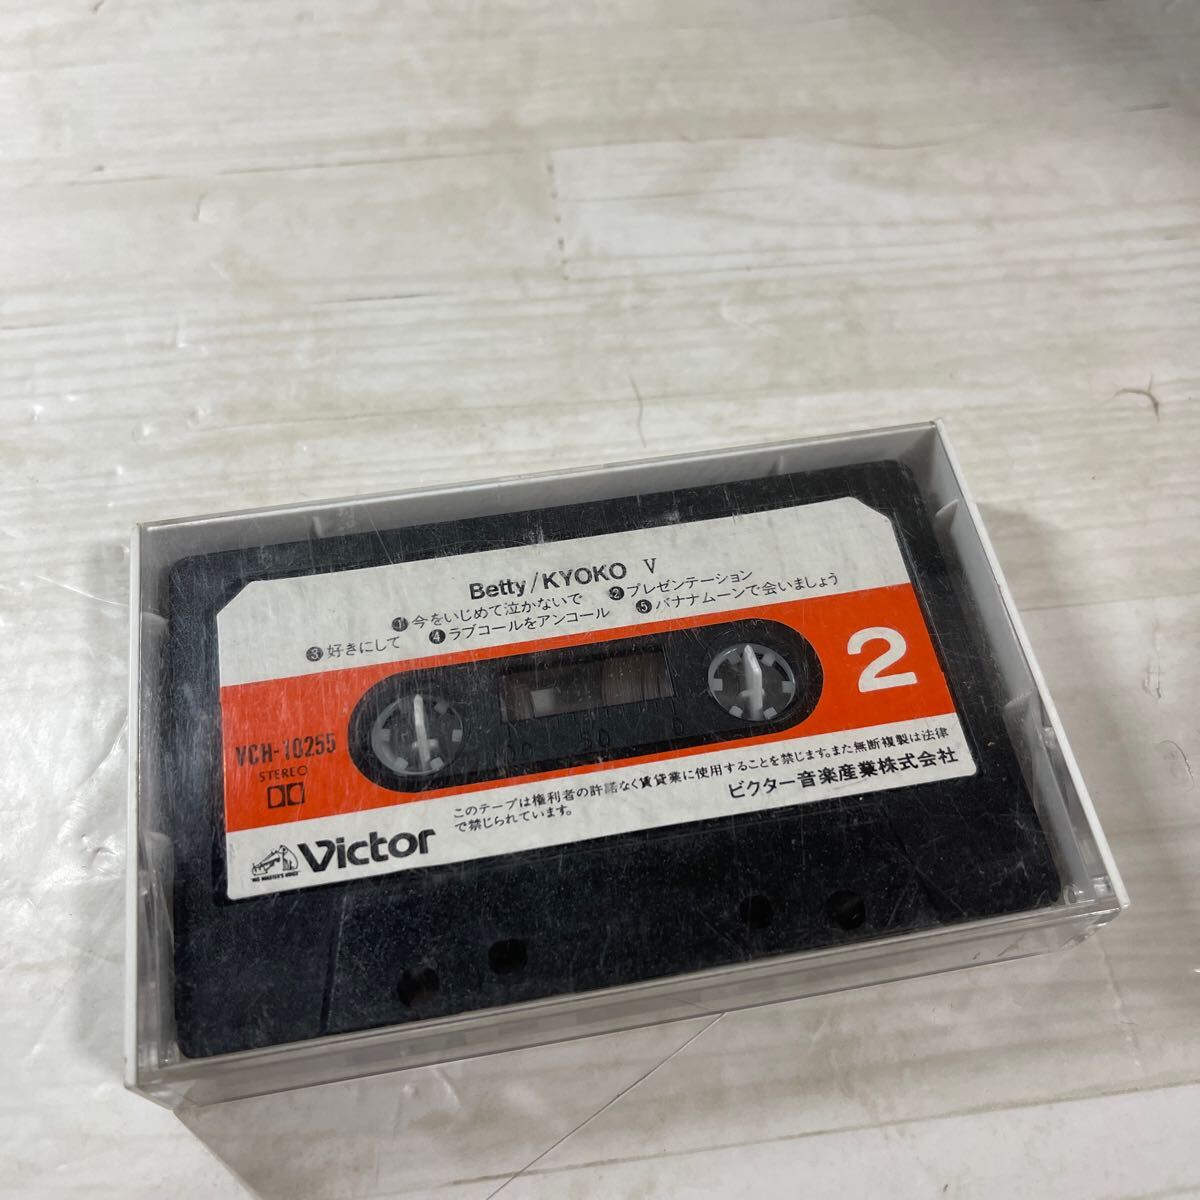 Betty/KYOKO V
❶今をいじめて泣かないで ❷プレゼンテーション
❸好きにして ❹ラブコールをアンコール ❺バナナムーンで会いましょう
2
VCH-10255
STEREO
100 50 0
このテープは権利者の許諾なく賃貸業に使用することを禁じます。また無断複製は法律
で禁じられています。
ビクター音楽産業株式会社
"HIS MASTER'S VOICE"
Victor